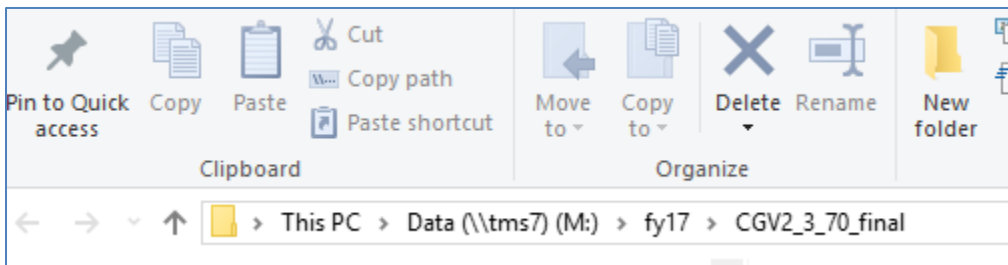 Pin to Quick access
Copy
Paste
Cut
Copy path
Paste shortcut
Clipboard
Move to
Copy to
Delete
Rename
Organize
New folder
This PC > Data (\\tms7) (M:) > fy17 > CGV2_3_70_final